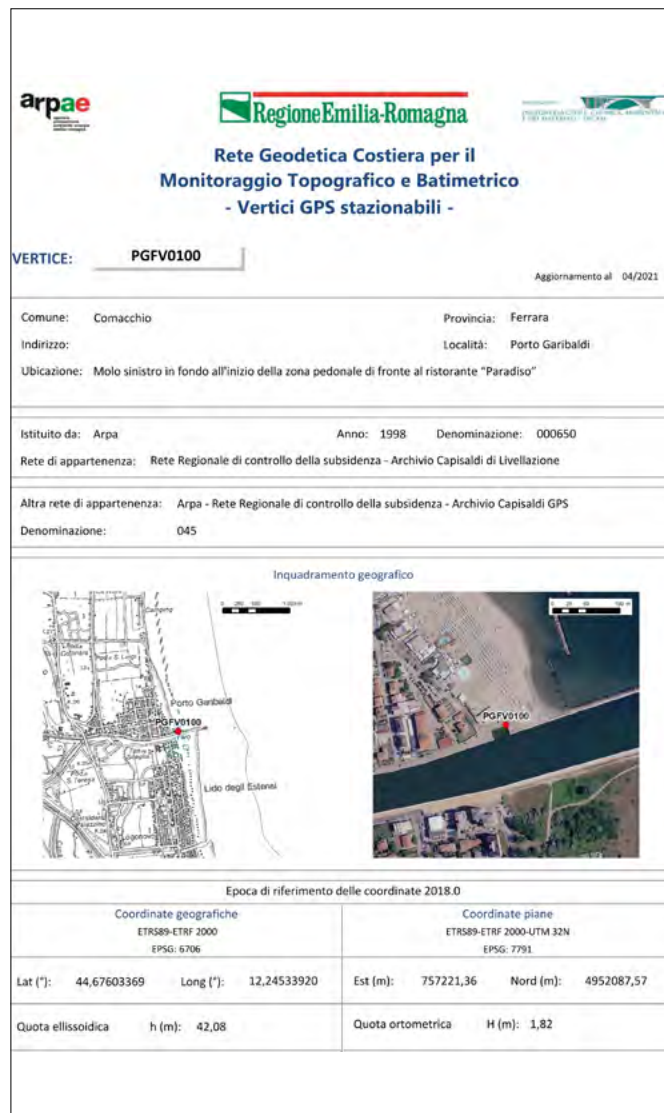 arpae
RegioneEmilia-Romagna
Rete Geodetica Costiera per il
Monitoraggio Topografico e Batimetrico
- Vertici GPS stazionabili -
VERTICE: PGFV0100
Aggiornamento al 04/2021
Comune: Comacchio Provincia: Ferrara
Indirizzo: Località: Porto Garibaldi
Ubicazione: Molo sinistro in fondo all'inizio della zona pedonale di fronte al ristorante “Paradiso”
Istituito da: Arpa Anno: 1998 Denominazione: 000650
Rete di appartenenza: Rete Regionale di controllo della subsidenza - Archivio Capisaldi di Livellazione
Altra rete di appartenenza: Arpa - Rete Regionale di controllo della subsidenza - Archivio Capisaldi GPS
Denominazione: 045
Inquadramento geografico
Camping
Porto Garibaldi
PGFV0100
Lido degli Estensi
PGFV0100
Epoca di riferimento delle coordinate 2018.0
Coordinate geografiche Coordinate piane
ETRS89-ETRF 2000 ETRS89-ETRF 2000-UTM 32N
EPSG: 6706 EPSG: 7791
Lat (°): 44,67603369 Long (°): 12,24533920 Est (m): 757221,36 Nord (m): 4952087,57
Quota ellissoidica h (m): 42,08 Quota ortometrica H (m): 1,82